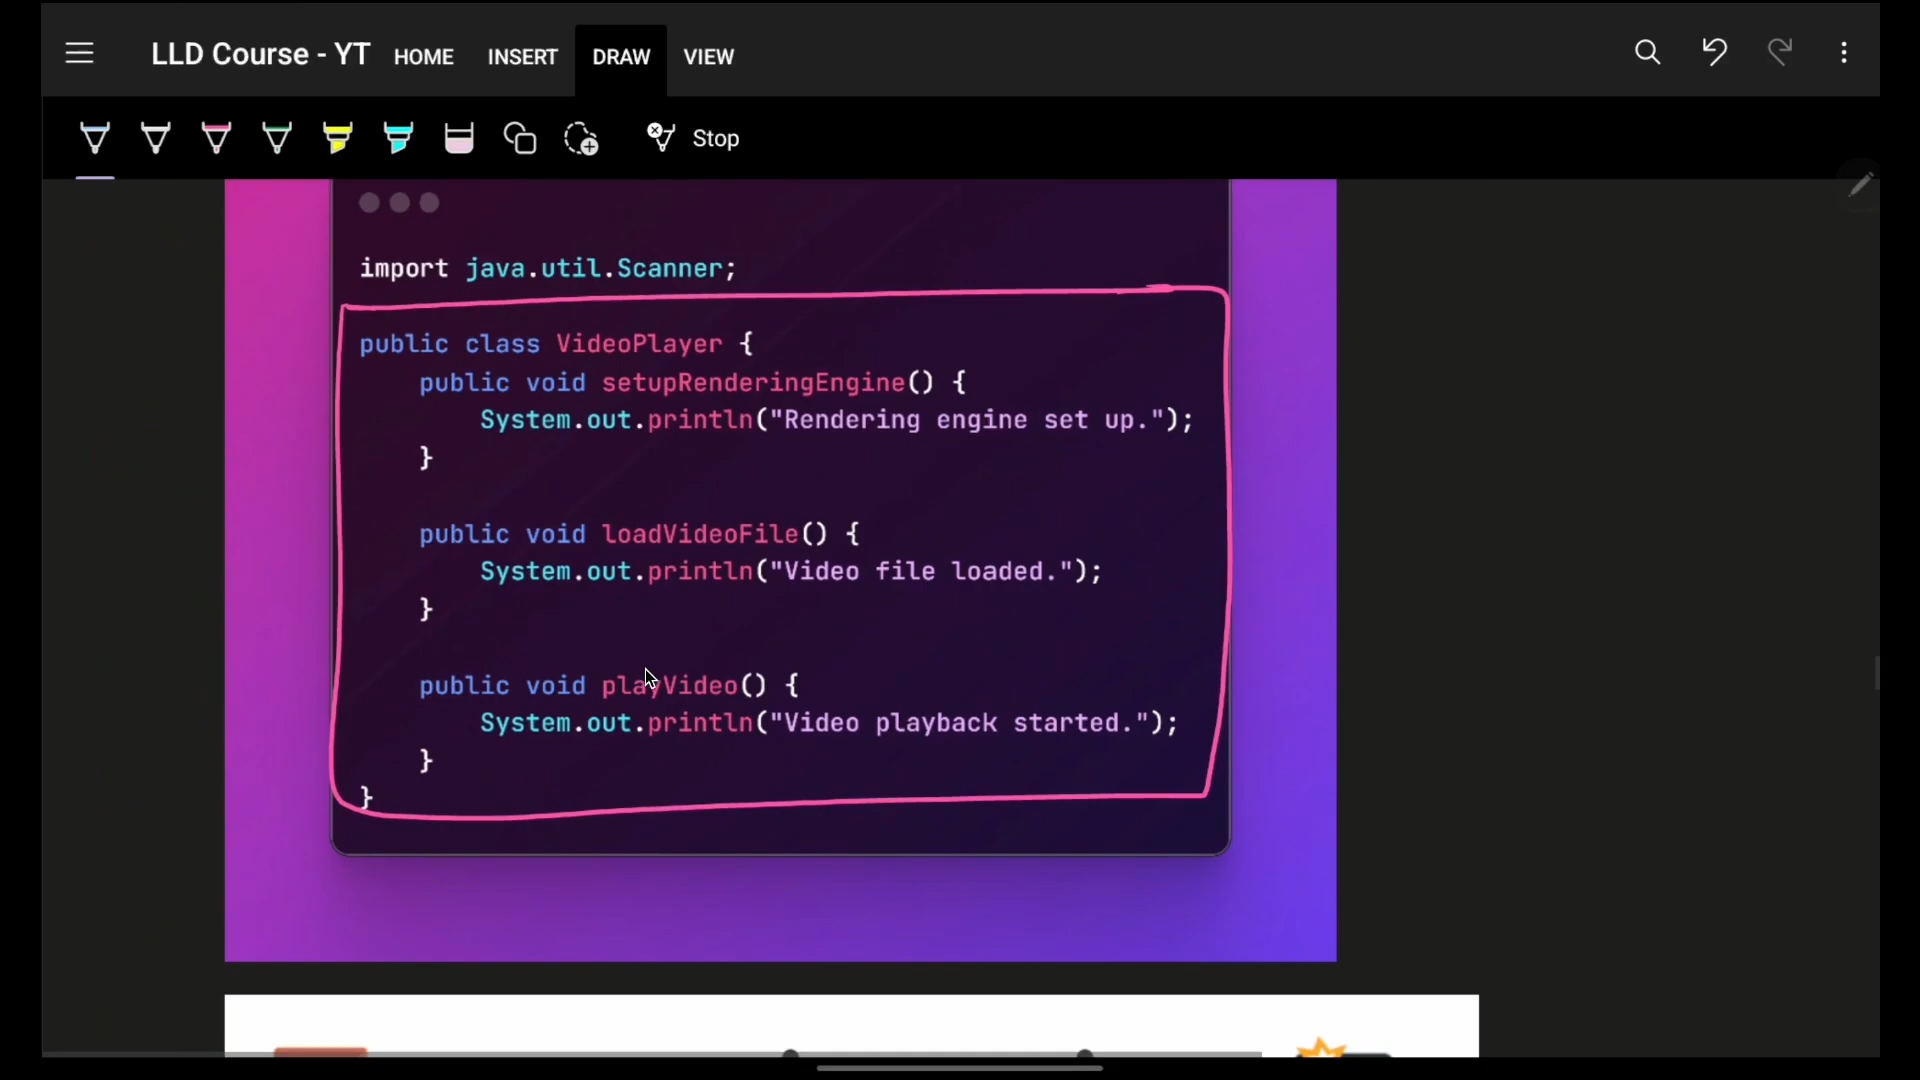 LLD Course - YT HOME INSERT DRAW VIEW
Stop
import java.util.Scanner;
public class VideoPlayer {
public void setupRenderingEngine() {
System.out.println("Rendering engine set up.");
}
public void loadVideoFile() {
System.out.println("Video file loaded.");
}
public void playVideo() {
System.out.println("Video playback started.");
}
}